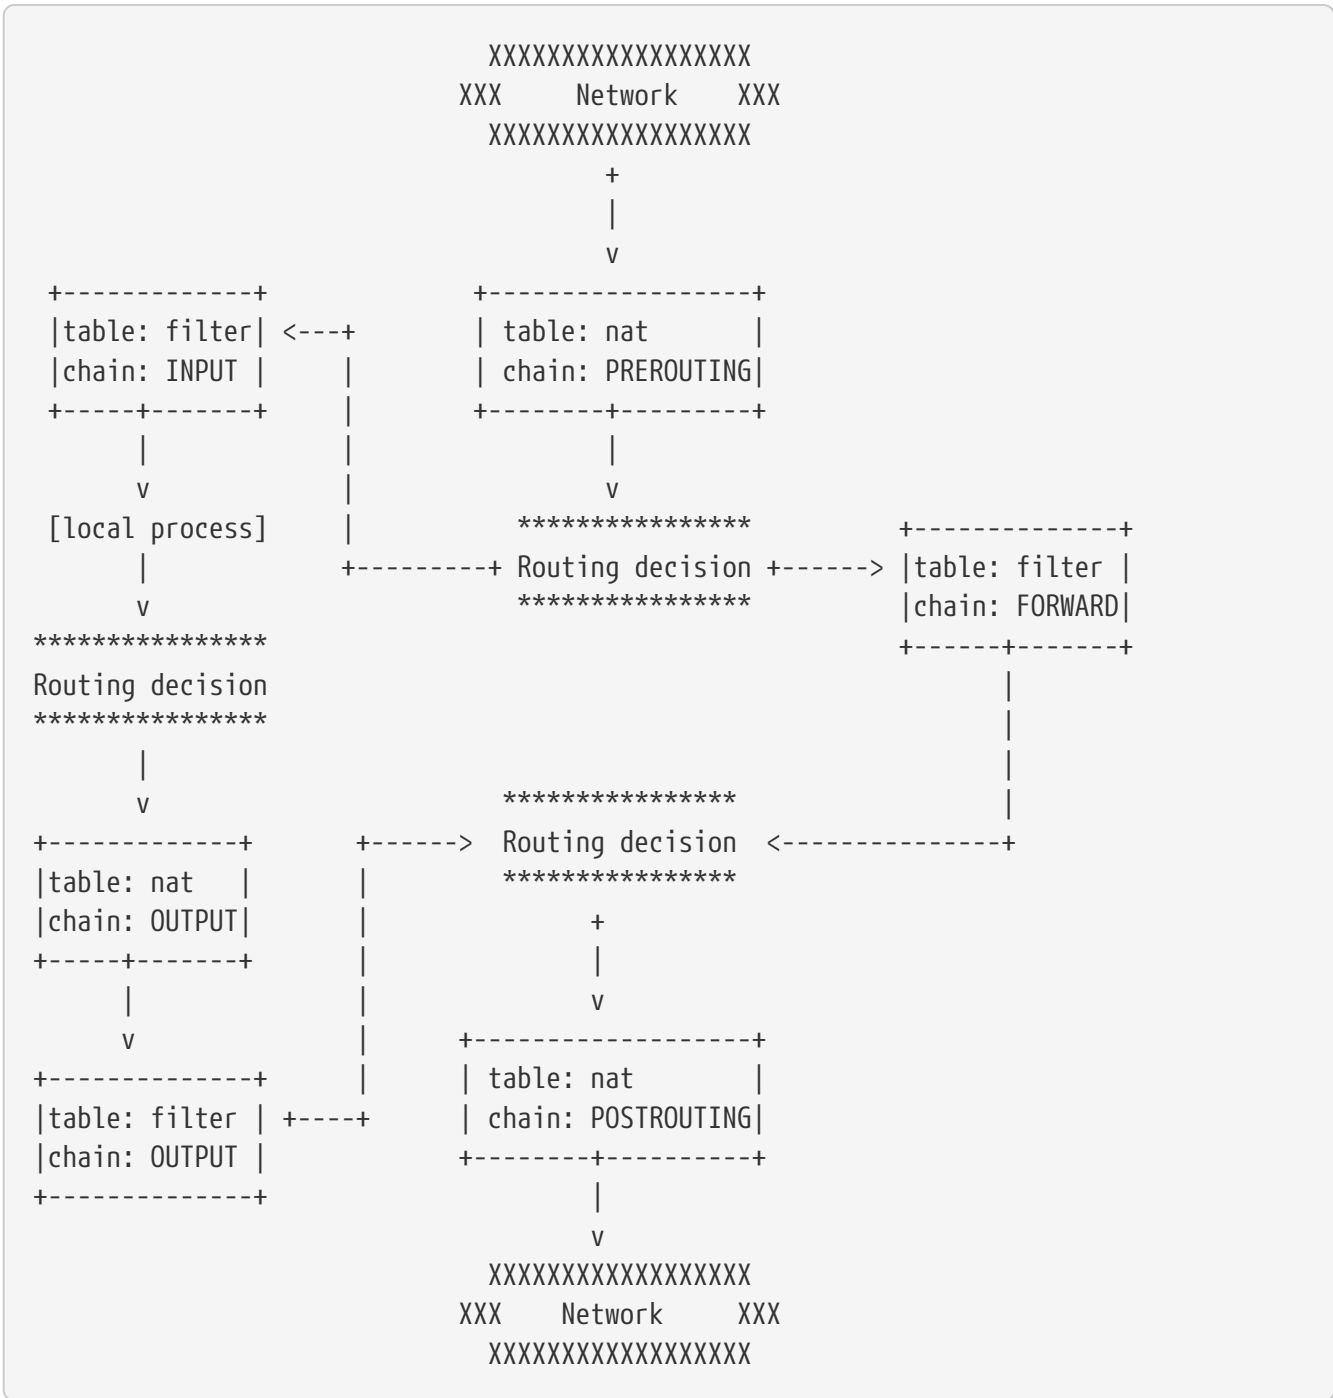 XXXXXXXXXXXXXXXXXX
                             XXX     Network    XXX
                               XXXXXXXXXXXXXXXXXX
                                       +
                                       |
                                       v
 +-------------+              +------------------+
 |table: filter| <---+        | table: nat       |
 |chain: INPUT |     |        | chain: PREROUTING|
 +-----+-------+     |        +--------+---------+
       |             |                 |
       v             |                 v
 [local process]     |           ****************          +--------------+
       |             +---------+ Routing decision +------> |table: filter |
       v                         ****************          |chain: FORWARD|
****************                                           +------+-------+
Routing decision                                                  |
****************                                                  |
       |                                                          |
       v                        ****************                  |
+-------------+       +------>  Routing decision  <---------------+
|table: nat   |       |         ****************
|chain: OUTPUT|       |               +
+-----+-------+       |               |
      |               |               v
      v               |      +-------------------+
+--------------+      |      | table: nat        |
|table: filter | +----+      | chain: POSTROUTING|
|chain: OUTPUT |             +--------+----------+
+--------------+                      |
                                      v
                               XXXXXXXXXXXXXXXXXX
                             XXX    Network     XXX
                               XXXXXXXXXXXXXXXXXX